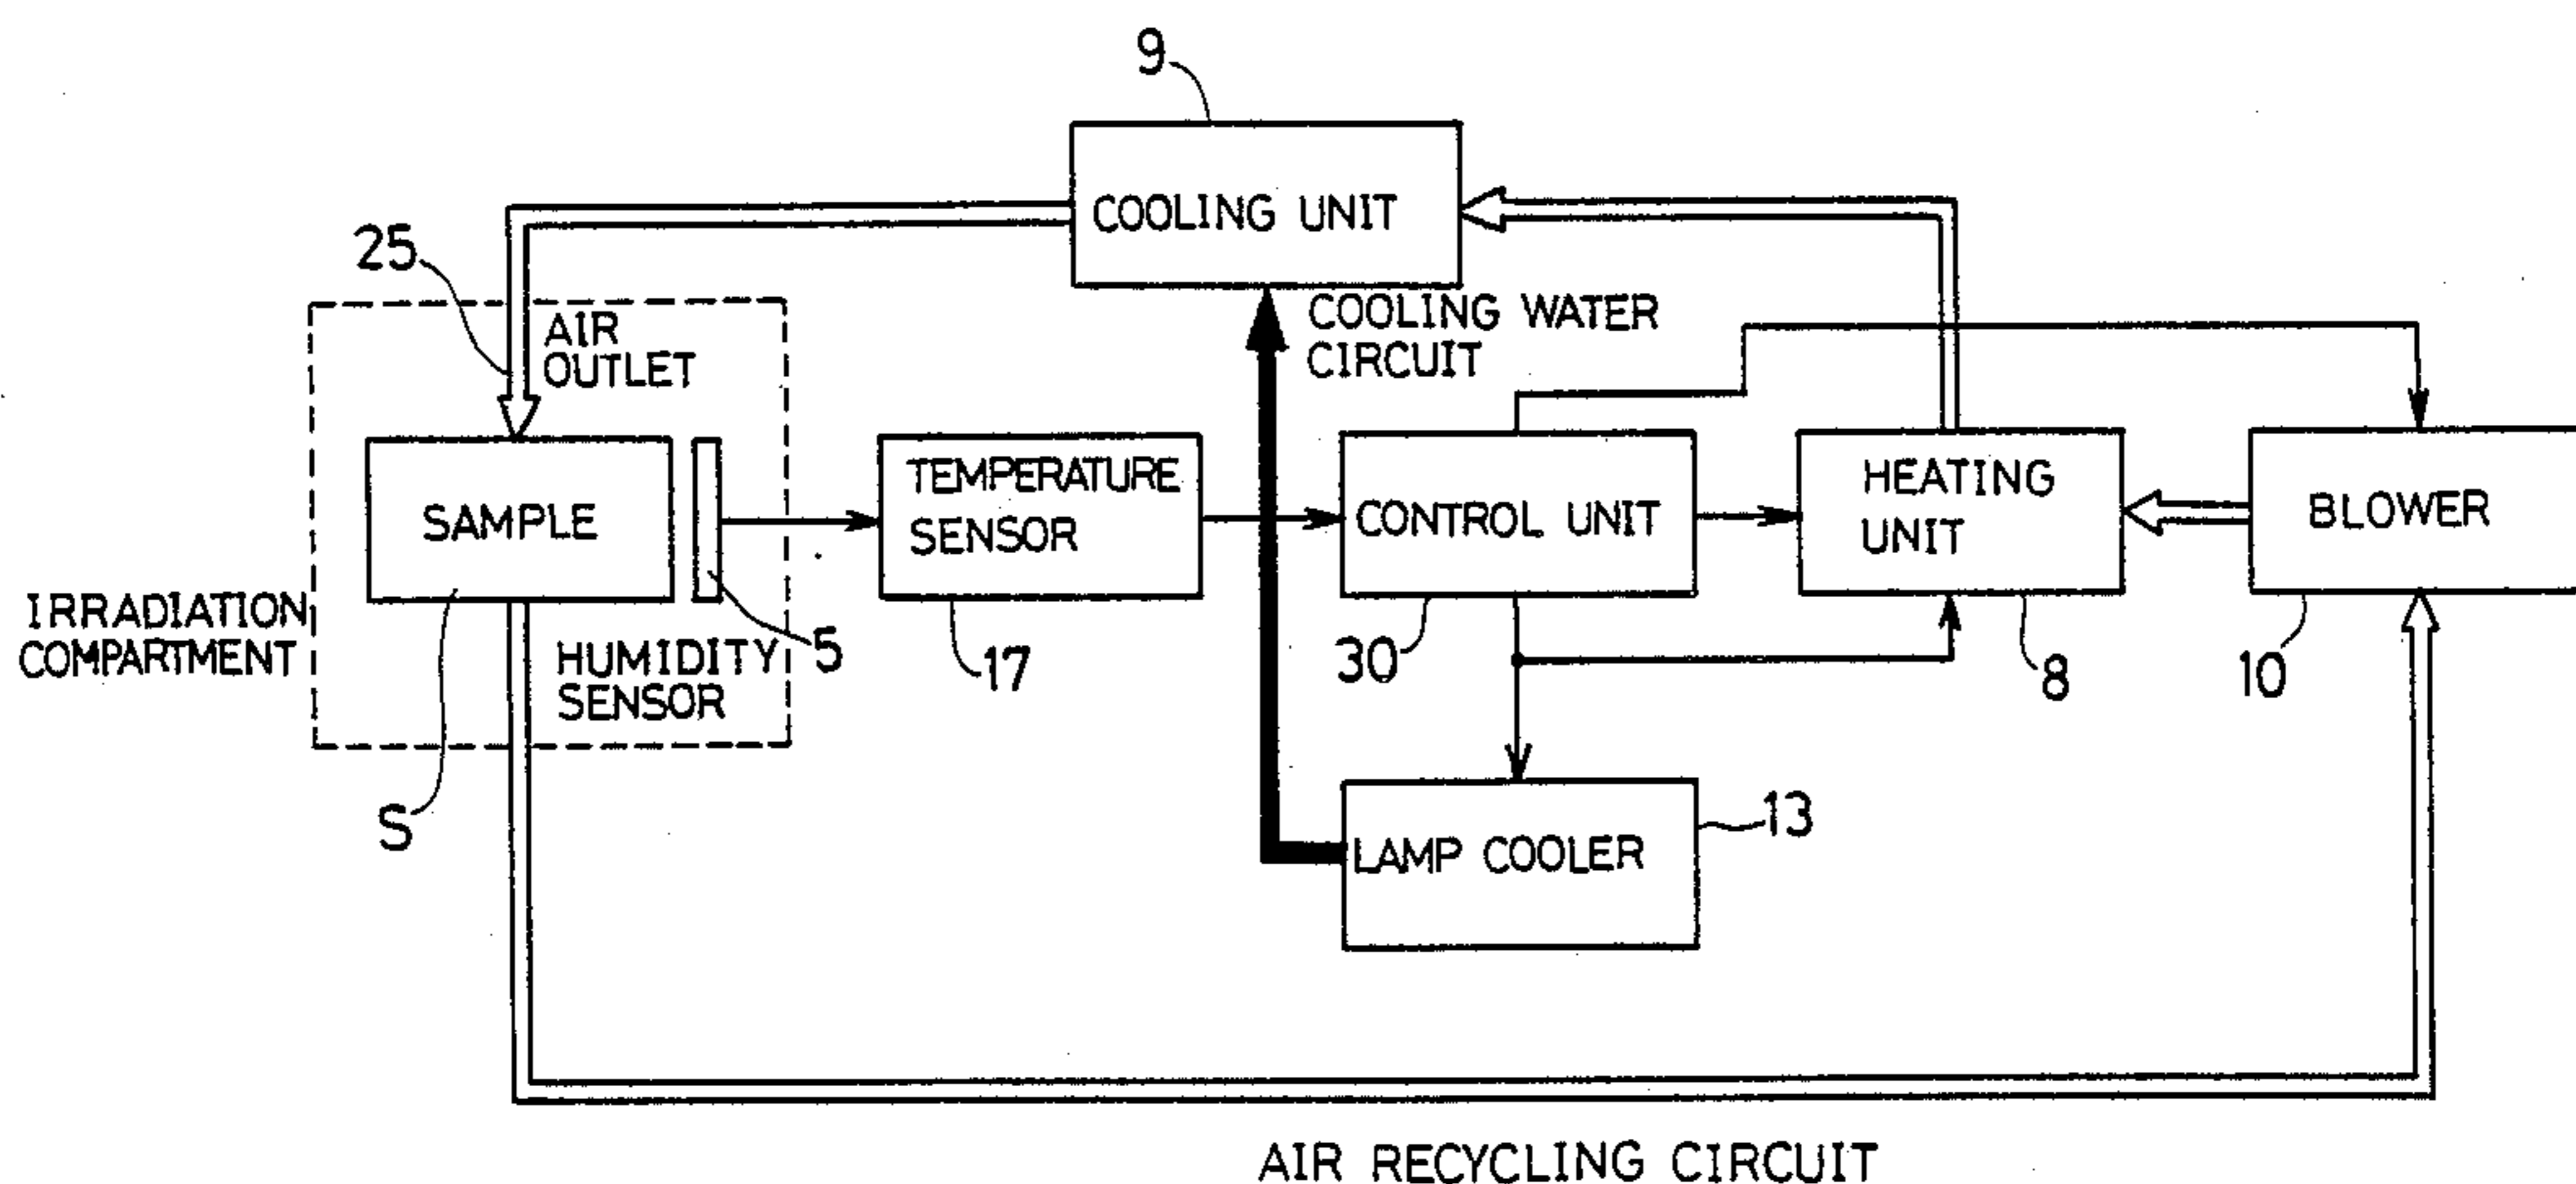 9
COOLING UNIT
25
AIR
OUTLET
COOLING WATER
CIRCUIT
SAMPLE
TEMPERATURE
SENSOR
CONTROL UNIT
HEATING
UNIT
BLOWER
IRRADIATION
COMPARTMENT
HUMIDITY
SENSOR
5
17
30
8
10
S
LAMP COOLER
13
AIR RECYCLING CIRCUIT